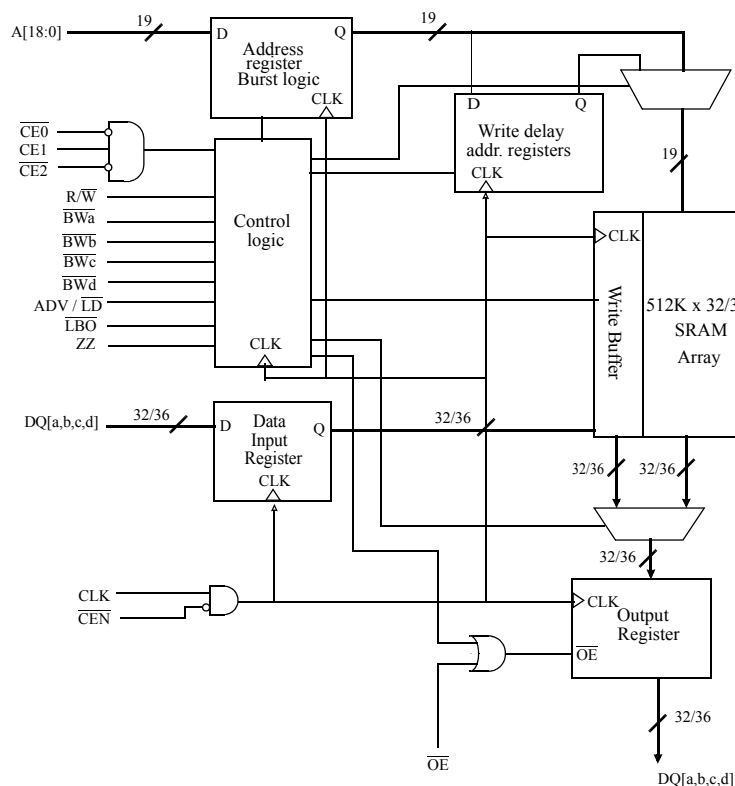 A[18:0]
19
D
Q
Address
register
Burst logic
CLK
19
D
Q
Write delay
addr. registers
CLK
19
CE0
CE1
CE2
R/W
BWa
BWb
BWc
BWd
ADV / LD
LBO
ZZ
Control
logic
CLK
CLK
Write Buffer
512K x 32/3
SRAM
Array
DQ[a,b,c,d]
32/36
D
Q
Data
Input
Register
CLK
32/36
32/36
32/36
32/36
CLK
CEN
CLK
Output
Register
OE
OE
32/36
DQ[a,b,c,d]